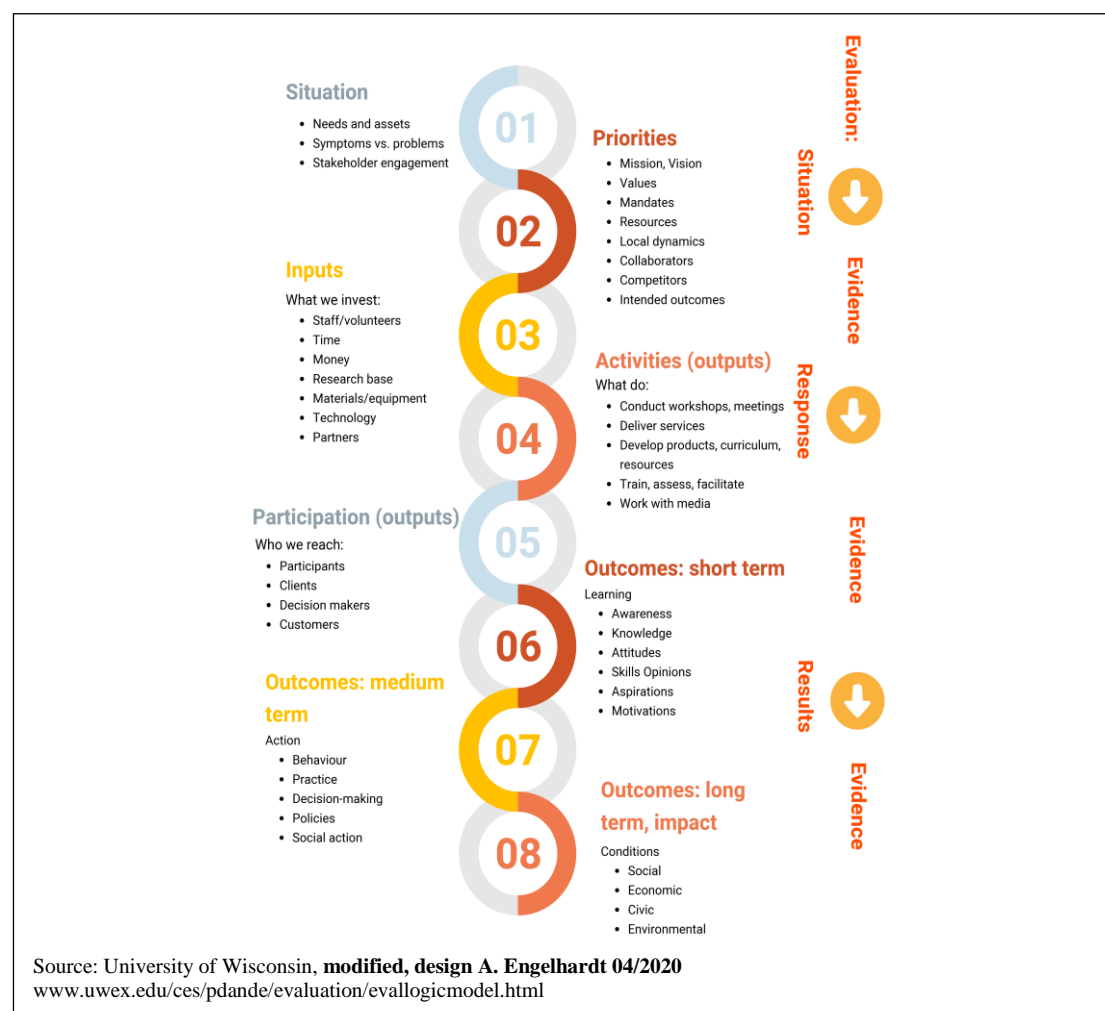 Situation
• Needs and assets
• Symptoms vs. problems
• Stakeholder engagement
01
Priorities
• Mission, Vision
• Values
• Mandates
• Resources
• Local dynamics
• Collaborators
• Competitors
• Intended outcomes
02
Inputs
What we invest:
• Staff/volunteers
• Time
• Money
• Research base
• Materials/equipment
• Technology
• Partners
03
Activities (outputs)
What do:
• Conduct workshops, meetings
• Deliver services
• Develop products, curriculum,
resources
• Train, assess, facilitate
• Work with media
04
Participation (outputs)
Who we reach:
• Participants
• Clients
• Decision makers
• Customers
05
Outcomes: short term
Learning
• Awareness
• Knowledge
• Attitudes
• Skills Opinions
• Aspirations
• Motivations
06
Outcomes: medium
term
Action
• Behaviour
• Practice
• Decision-making
• Policies
• Social action
07
Outcomes: long
term, impact
Conditions
• Social
• Economic
• Civic
• Environmental
08
Evaluation:
Situation
Evidence
Response
Evidence
Results
Evidence
Source: University of Wisconsin, modified, design A. Engelhardt 04/2020
www.uwex.edu/ces/pdande/evaluation/evallogicmodel.html